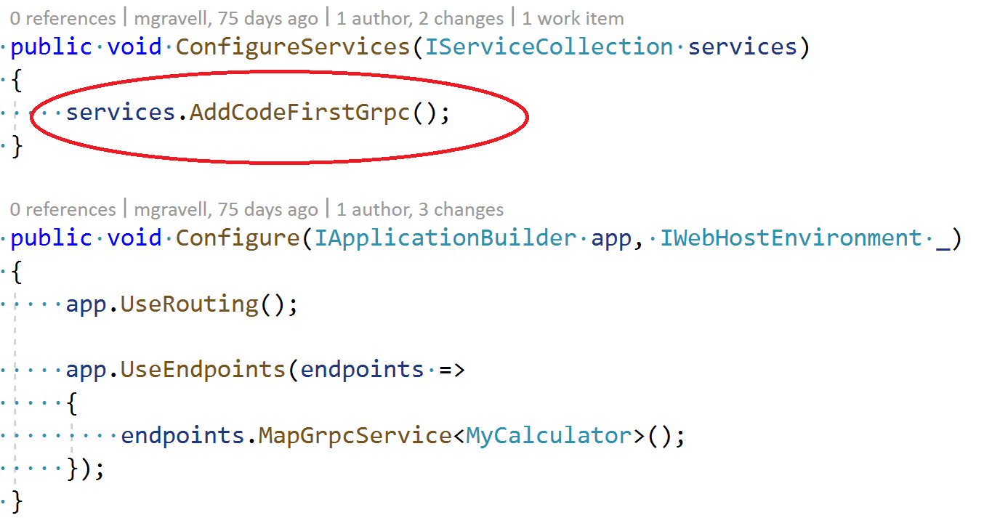 0 references | mgravell, 75 days ago | 1 author, 2 changes | 1 work item
public void ConfigureServices(IServiceCollection services)
{
services.AddCodeFirstGrpc();
}
0 references | mgravell, 75 days ago | 1 author, 3 changes
public void Configure(IApplicationBuilder app, IWebHostEnvironment _)
{
app.UseRouting();
app.UseEndpoints(endpoints =>
{
endpoints.MapGrpcService<MyCalculator>();
});
}